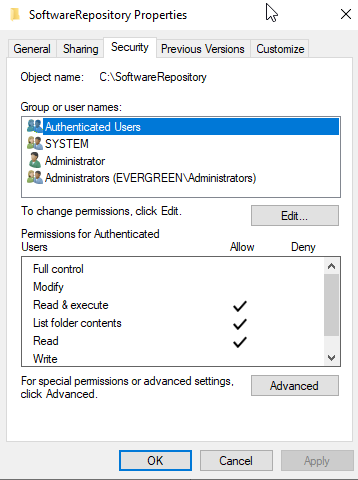 SoftwareRepository Properties
General Sharing Security Previous Versions Customize
Object name: C:\SoftwareRepository
Group or user names:
Authenticated Users
SYSTEM
Administrator
Administrators (EVERGREEN\Administrators)
To change permissions, click Edit.
Edit...
Permissions for Authenticated
Users Allow Deny
Full control
Modify
Read & execute
List folder contents
Read
Write
For special permissions or advanced settings,
click Advanced.
Advanced
OK Cancel Apply